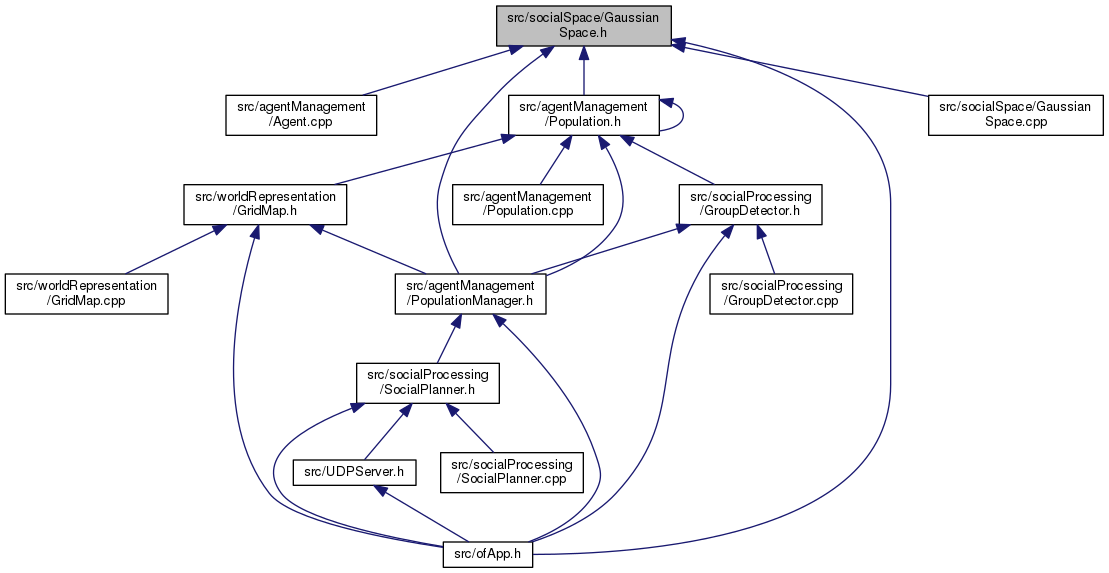 src/socialSpace/Gaussian
Space.h
src/agentManagement
/Agent.cpp
src/agentManagement
/Population.h
src/socialSpace/Gaussian
Space.cpp
src/worldRepresentation
/GridMap.h
src/agentManagement
/Population.cpp
src/socialProcessing
/GroupDetector.h
src/worldRepresentation
/GridMap.cpp
src/agentManagement
/PopulationManager.h
src/socialProcessing
/GroupDetector.cpp
src/socialProcessing
/SocialPlanner.h
src/UDPServer.h
src/socialProcessing
/SocialPlanner.cpp
src/ofApp.h